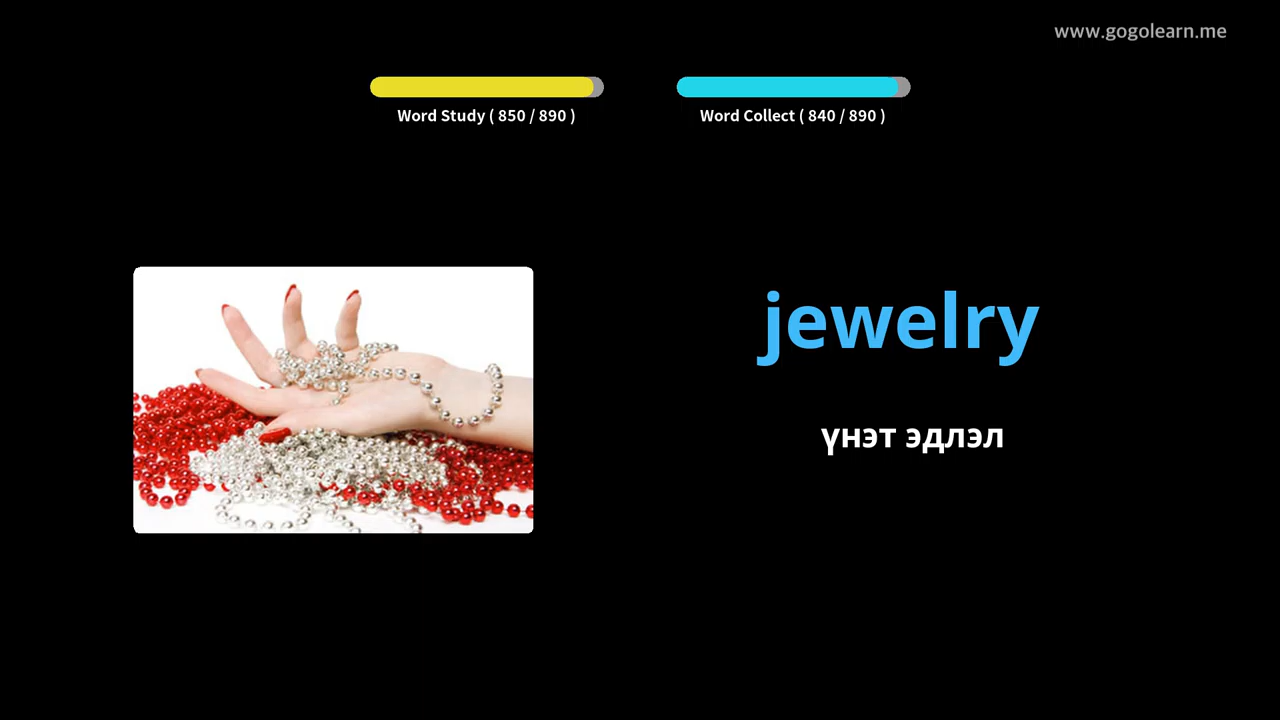 www.gogolearn.me
Word Study ( 850 / 890 )
Word Collect ( 840 / 890 )
jewelry
үнэт эдлэл